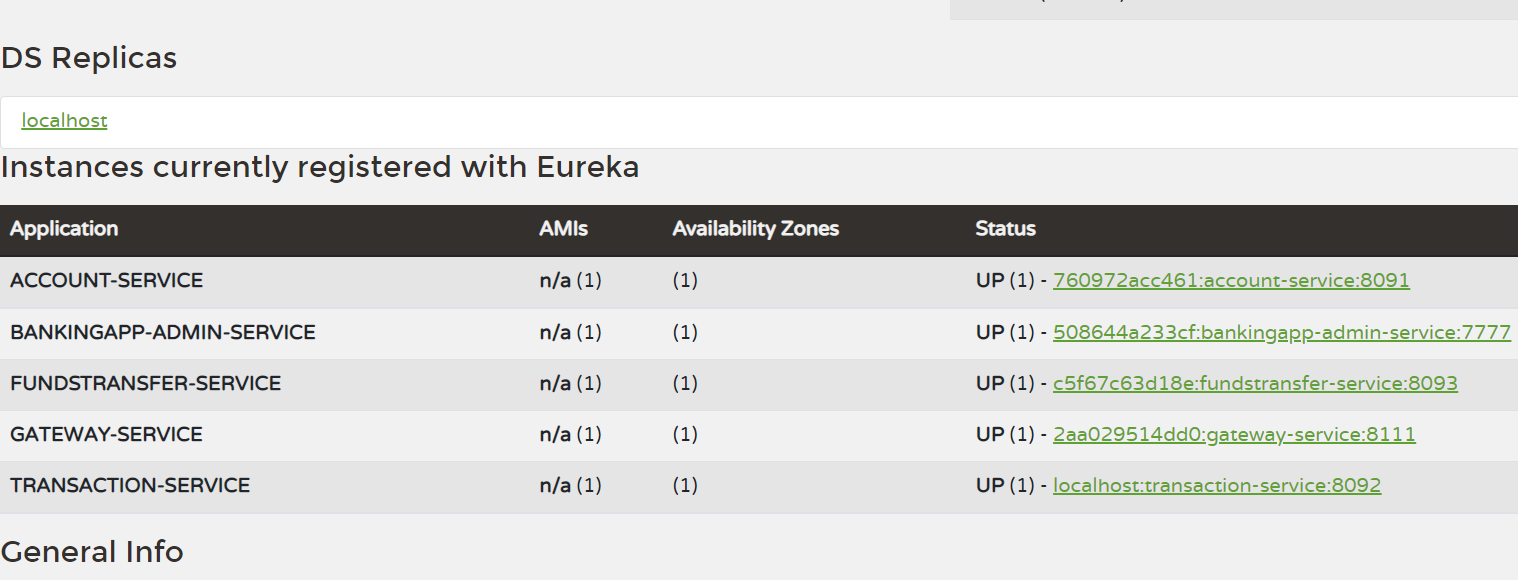 DS Replicas
localhost
Instances currently registered with Eureka
Application AMIs Availability Zones Status
ACCOUNT-SERVICE n/a (1) (1) UP (1) - 760972acc461:account-service:8091
BANKINGAPP-ADMIN-SERVICE n/a (1) (1) UP (1) - 508644a233cf:bankingapp-admin-service:7777
FUNDSTRANSFER-SERVICE n/a (1) (1) UP (1) - c5f67c63d18e:fundstransfer-service:8093
GATEWAY-SERVICE n/a (1) (1) UP (1) - 2aa029514dd0:gateway-service:8111
TRANSACTION-SERVICE n/a (1) (1) UP (1) - localhost:transaction-service:8092
General Info